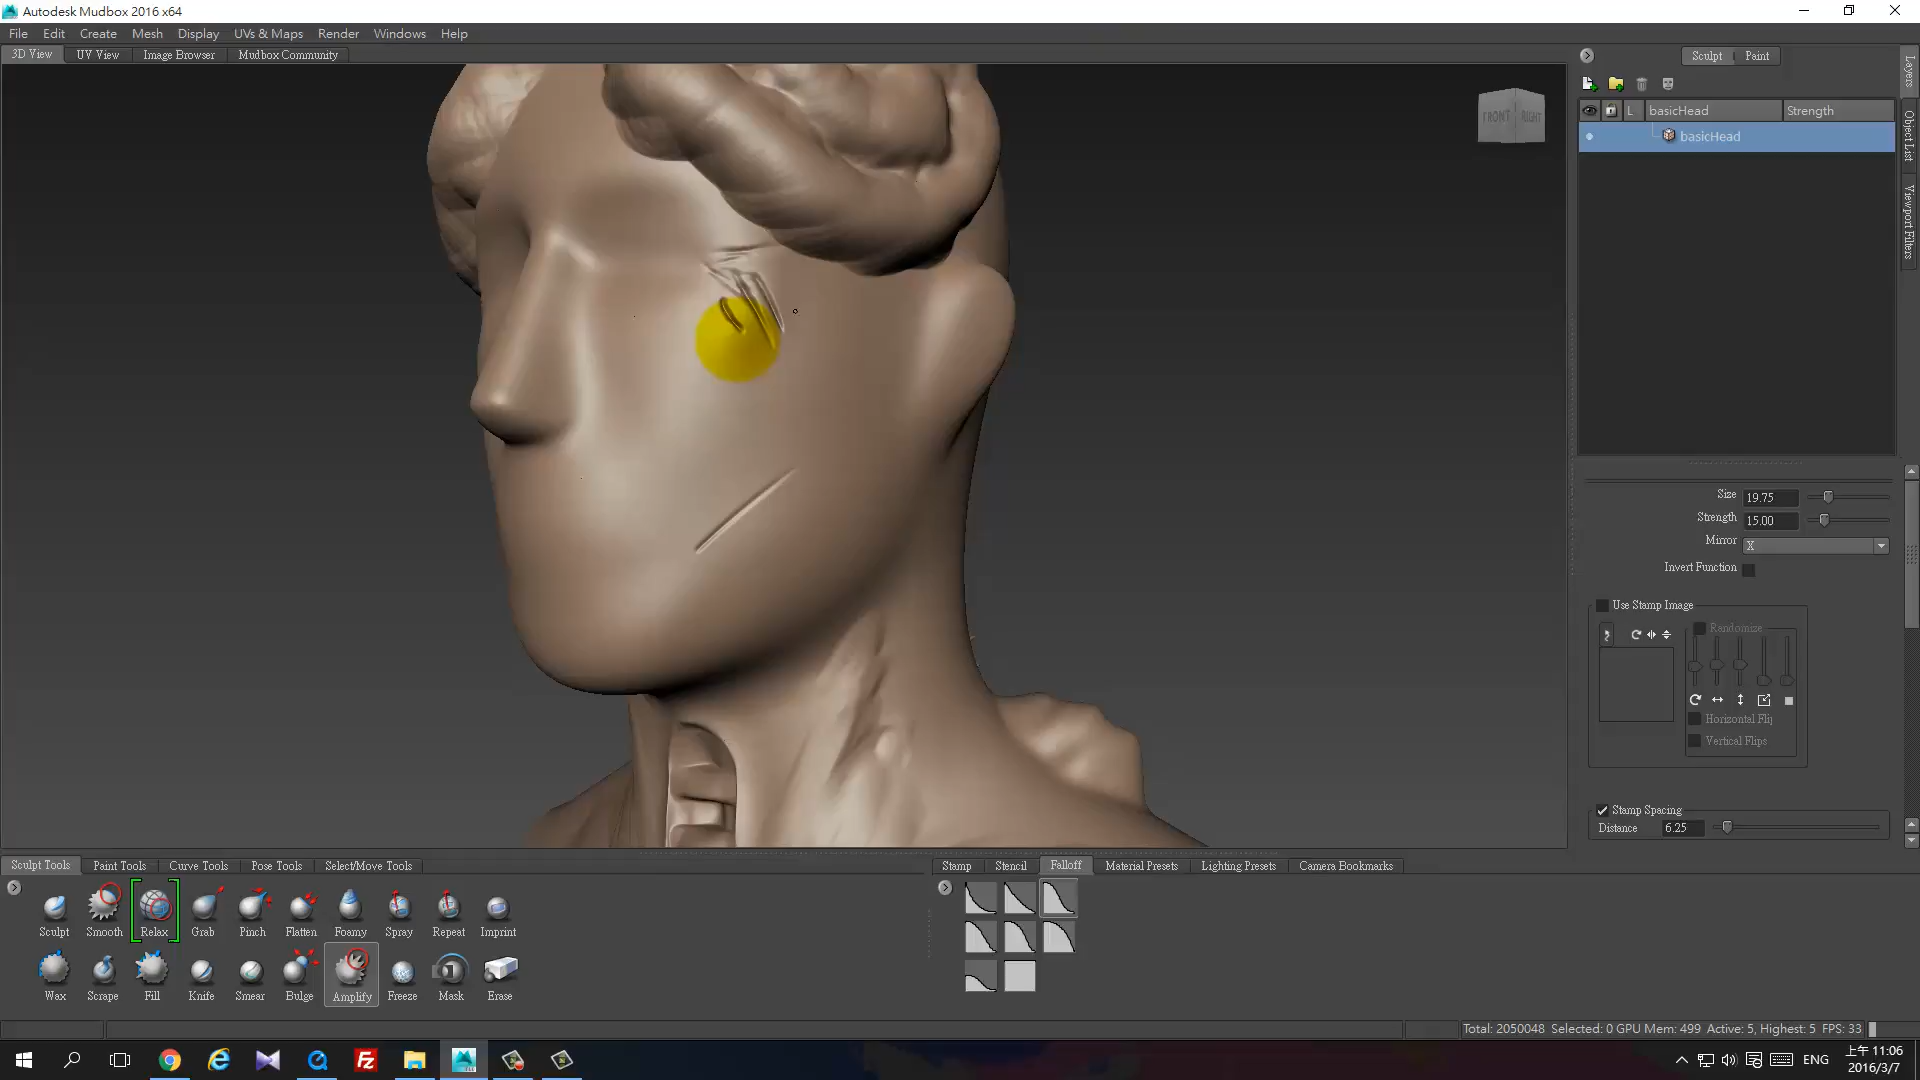 Autodesk Mudbox 2016 x64
File Edit Create Mesh Display UVs & Maps Render Windows Help
3D View UV View Image Browser Mudbox Community
Sculpt Paint
Layers
Object List
Viewport Filters
L basicHead Strength
basicHead
FRONT RIGHT
Size 19.75
Strength 15.00
Mirror X
Invert Function
Use Stamp Image
Randomize
Horizontal Flip
Vertical Flips
Stamp Spacing
Distance 6.25
Sculpt Tools Paint Tools Curve Tools Pose Tools Select/Move Tools
Stamp Stencil Falloff Material Presets Lighting Presets Camera Bookmarks
Sculpt Smooth Relax Grab Pinch Flatten Foamy Spray Repeat Imprint
Wax Scrape Fill Knife Smear Bulge Amplify Freeze Mask Erase
Total: 2050048 Selected: 0 GPU Mem: 499 Active: 5, Highest: 5 FPS: 33
ENG
上午 11:06
2016/3/7